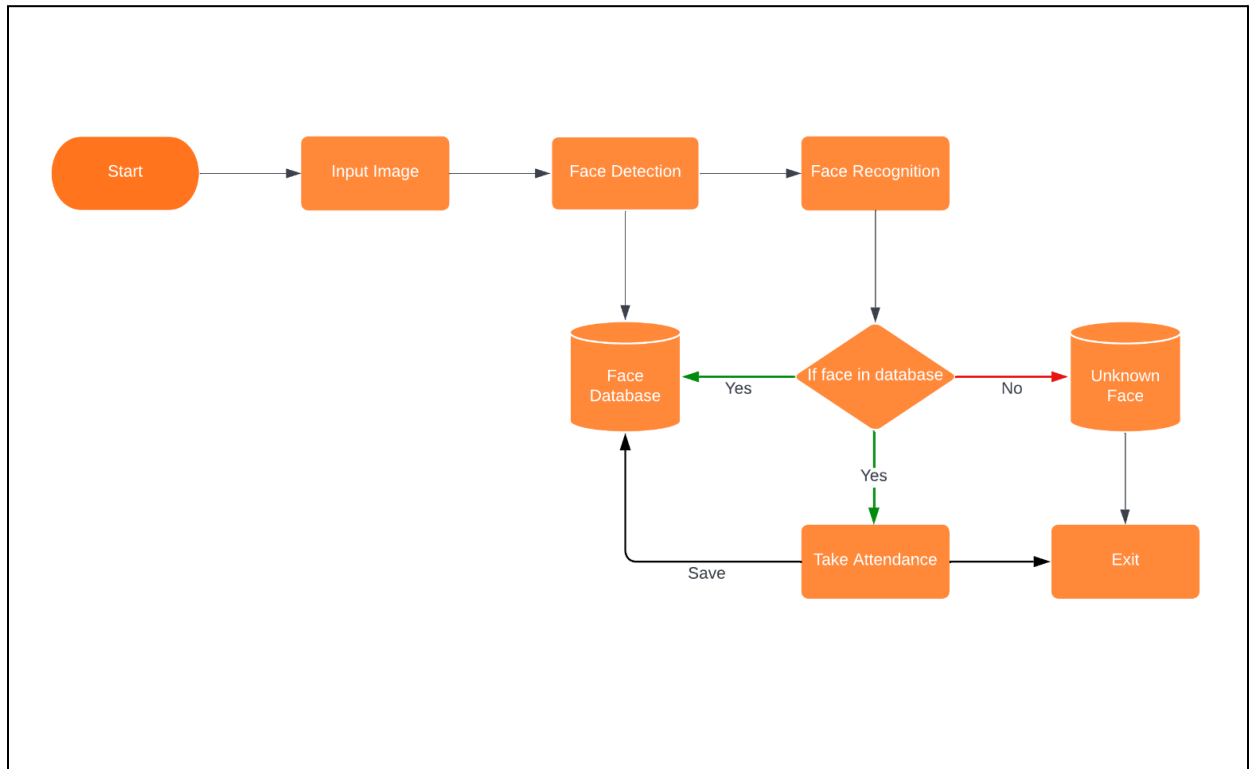 Start
Input Image
Face Detection
Face Recognition
Face
Database
Yes
If face in database
No
Unknown
Face
Yes
Save
Take Attendance
Exit